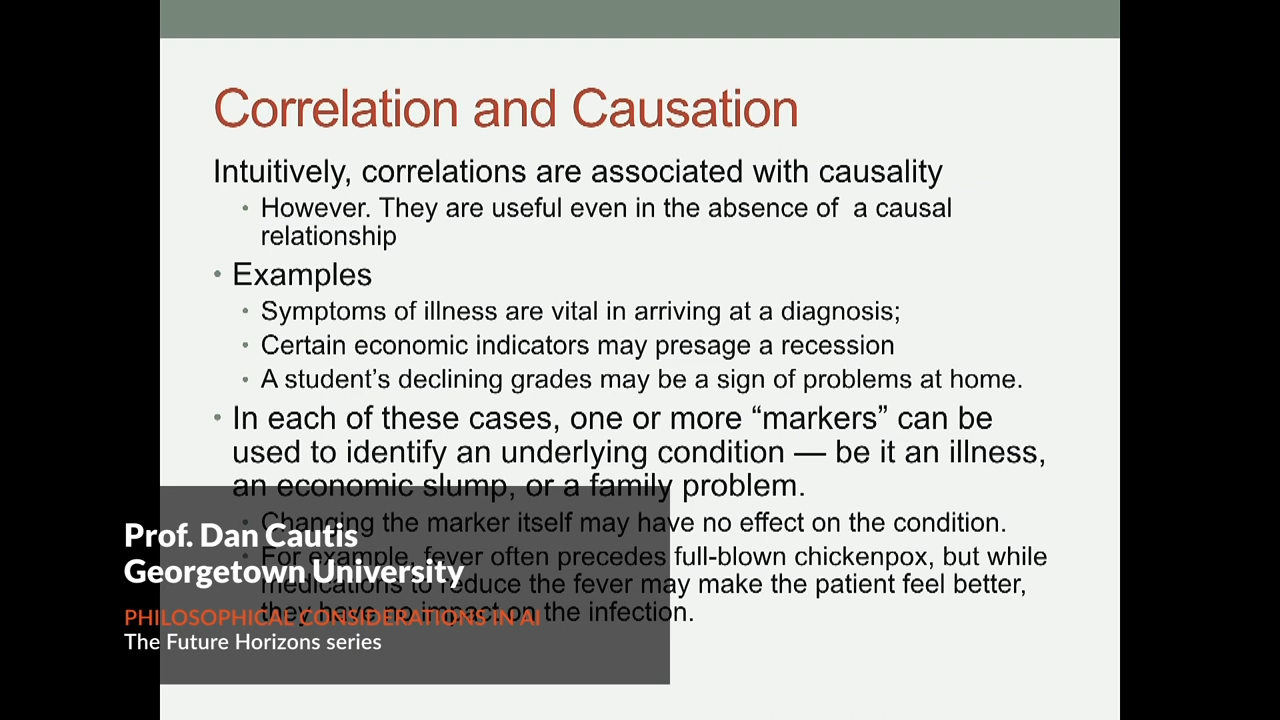 Correlation and Causation
Intuitively, correlations are associated with causality
• However. They are useful even in the absence of a causal
relationship
• Examples
• Symptoms of illness are vital in arriving at a diagnosis;
• Certain economic indicators may presage a recession
• A student’s declining grades may be a sign of problems at home.
• In each of these cases, one or more “markers” can be
used to identify an underlying condition — be it an illness,
an economic slump, or a family problem.
• Changing the marker itself may have no effect on the condition.
• For example, fever often precedes full-blown chickenpox, but while
medications to reduce the fever may make the patient feel better,
they have no impact on the infection.
Prof. Dan Cautis
Georgetown University
PHILOSOPHICAL CONSIDERATIONS IN AI
The Future Horizons series